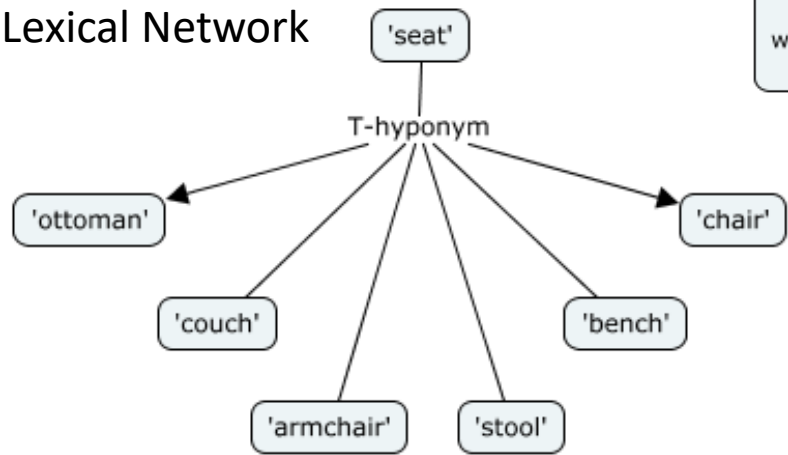 Lexical Network
'seat'
w
T-hyponym
'ottoman'
'chair'
'couch'
'bench'
'armchair'
'stool'